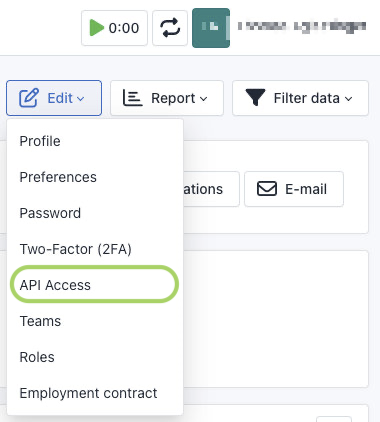 0:00
Edit
Report
Filter data
Profile
Preferences
Password
ations
E-mail
Two-Factor (2FA)
API Access
Teams
Roles
Employment contract